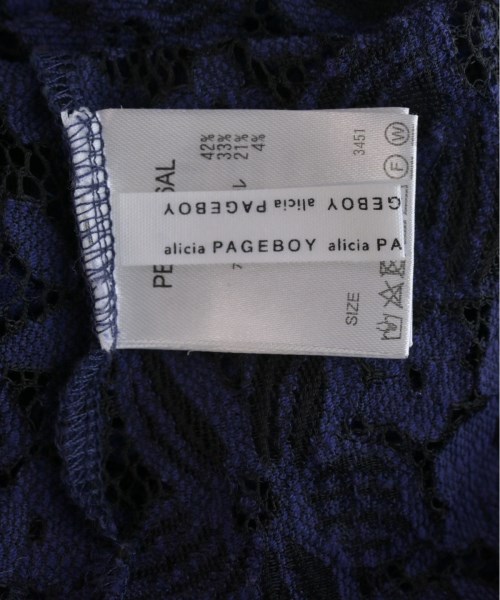 GEBOY alicia PAGEBOY
alicia PAGEBOY alicia PA
42%
33%
21%
4%
3451
SIZE
F
W